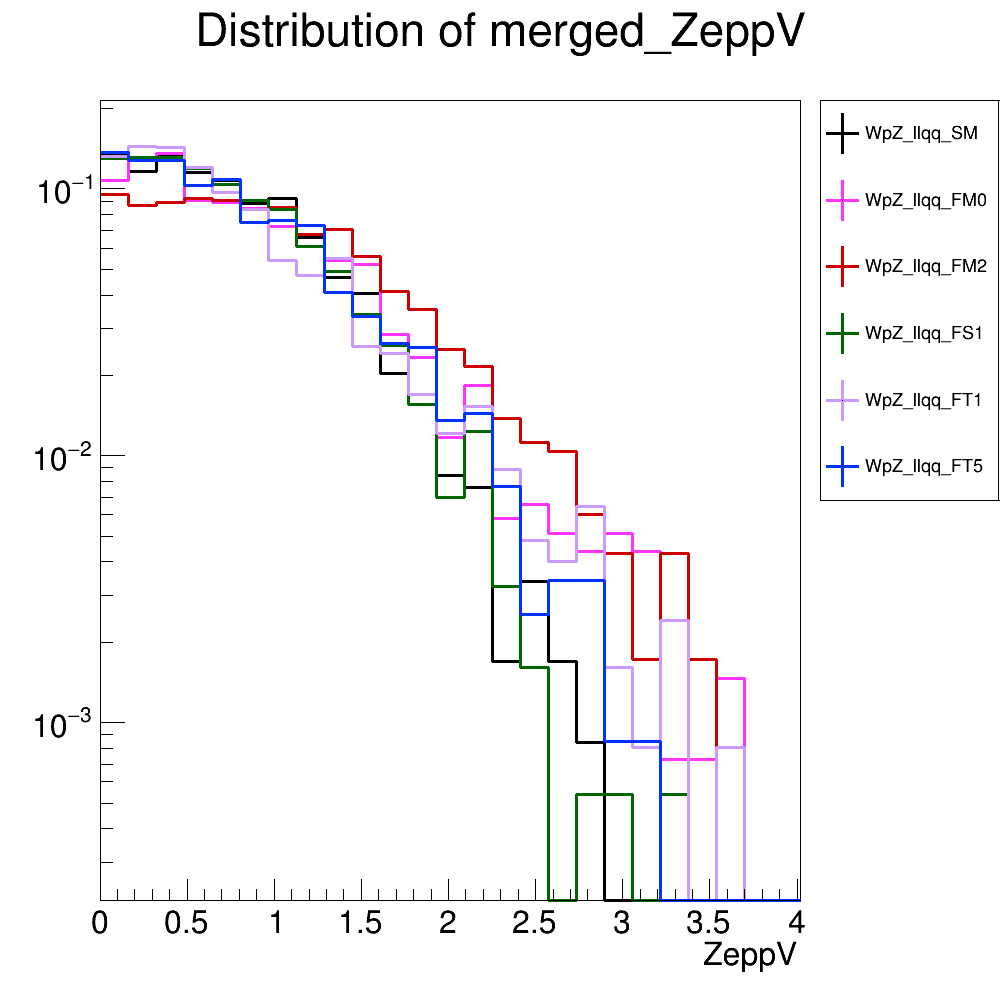 Distribution of merged_ZeppV
10⁻¹
10⁻²
10⁻³
0 0.5 1 1.5 2 2.5 3 3.5 4
ZeppV
WpZ_llqq_SM
WpZ_llqq_FM0
WpZ_llqq_FM2
WpZ_llqq_FS1
WpZ_llqq_FT1
WpZ_llqq_FT5